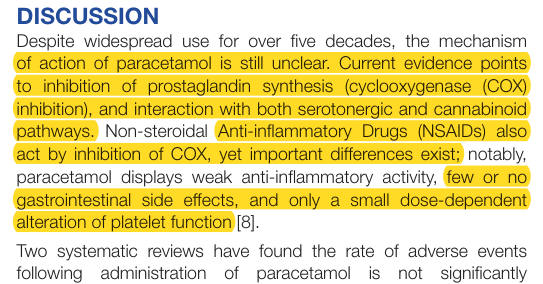 DISCUSSION
Despite widespread use for over five decades, the mechanism
of action of paracetamol is still unclear. Current evidence points
to inhibition of prostaglandin synthesis (cyclooxygenase (COX)
inhibition), and interaction with both serotonergic and cannabinoid
pathways. Non-steroidal Anti-inflammatory Drugs (NSAIDs) also
act by inhibition of COX, yet important differences exist; notably,
paracetamol displays weak anti-inflammatory activity, few or no
gastrointestinal side effects, and only a small dose-dependent
alteration of platelet function [8].
Two systematic reviews have found the rate of adverse events
following administration of paracetamol is not significantly